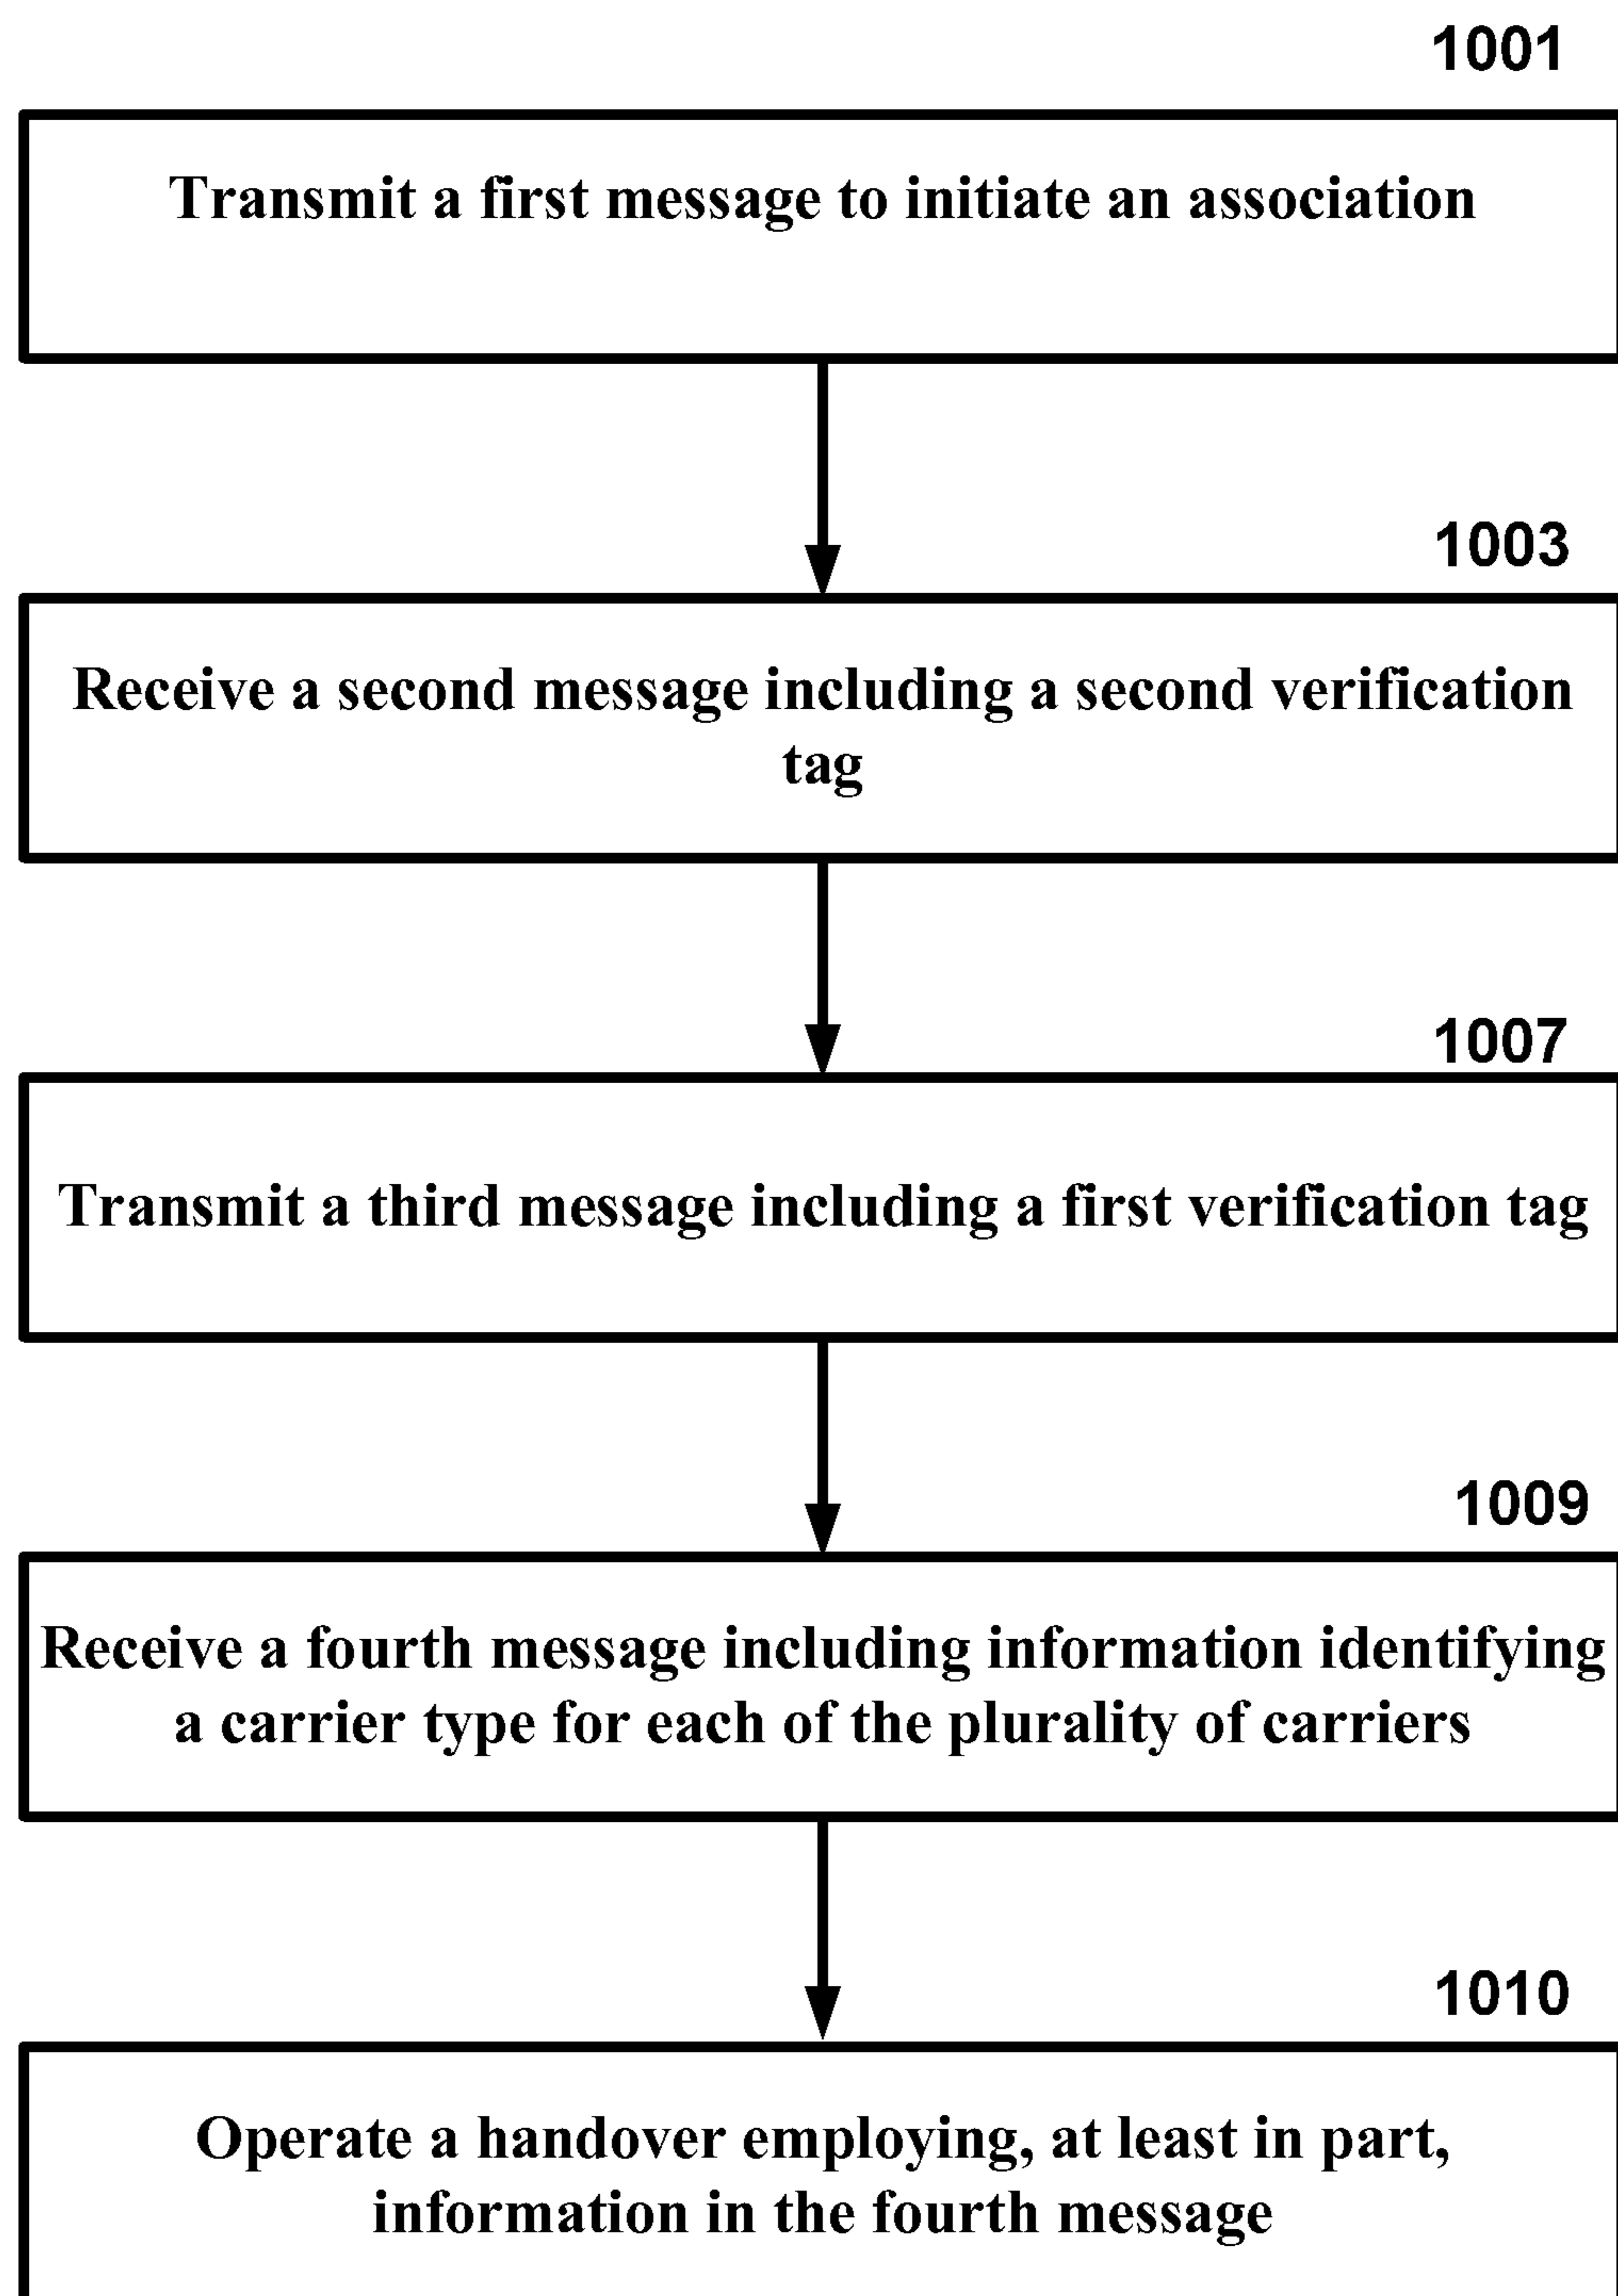 1001
Transmit a first message to initiate an association
1003
Receive a second message including a second verification
tag
1007
Transmit a third message including a first verification tag
1009
Receive a fourth message including information identifying
a carrier type for each of the plurality of carriers
1010
Operate a handover employing, at least in part,
information in the fourth message